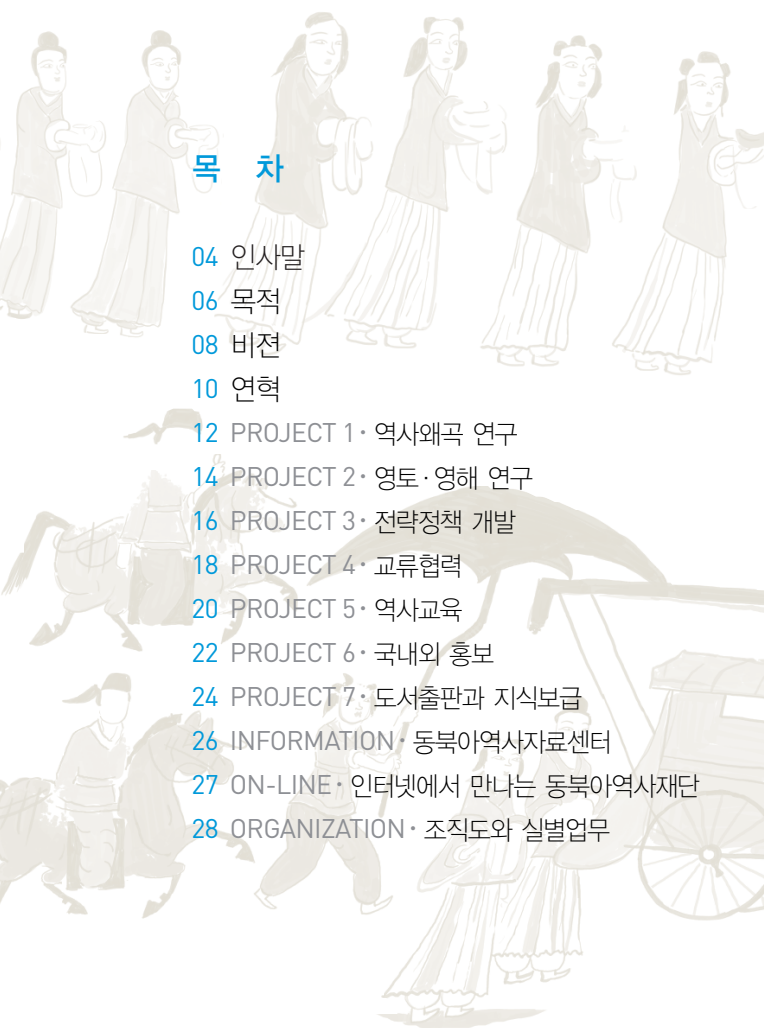 목 차
04 인사말
06 목적
08 비젼
10 연혁
12 PROJECT 1 · 역사왜곡 연구
14 PROJECT 2 · 영토·영해 연구
16 PROJECT 3 · 전략정책 개발
18 PROJECT 4 · 교류협력
20 PROJECT 5 · 역사교육
22 PROJECT 6 · 국내외 홍보
24 PROJECT 7 · 도서출판과 지식보급
26 INFORMATION · 동북아역사자료센터
27 ON-LINE · 인터넷에서 만나는 동북아역사재단
28 ORGANIZATION · 조직도와 실별업무